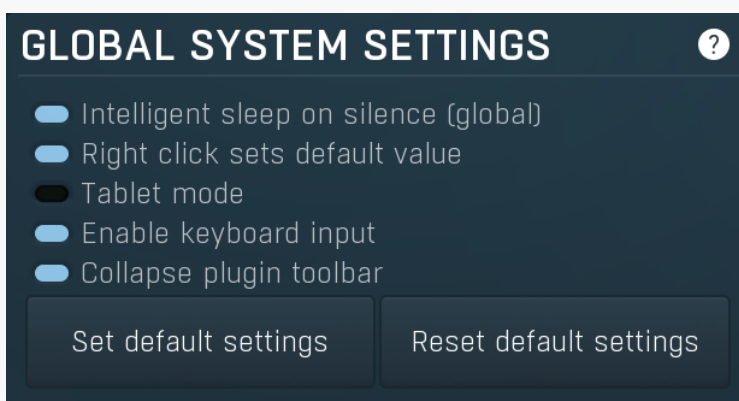 GLOBAL SYSTEM SETTINGS ?
Intelligent sleep on silence (global)
Right click sets default value
Tablet mode
Enable keyboard input
Collapse plugin toolbar
Set default settings Reset default settings